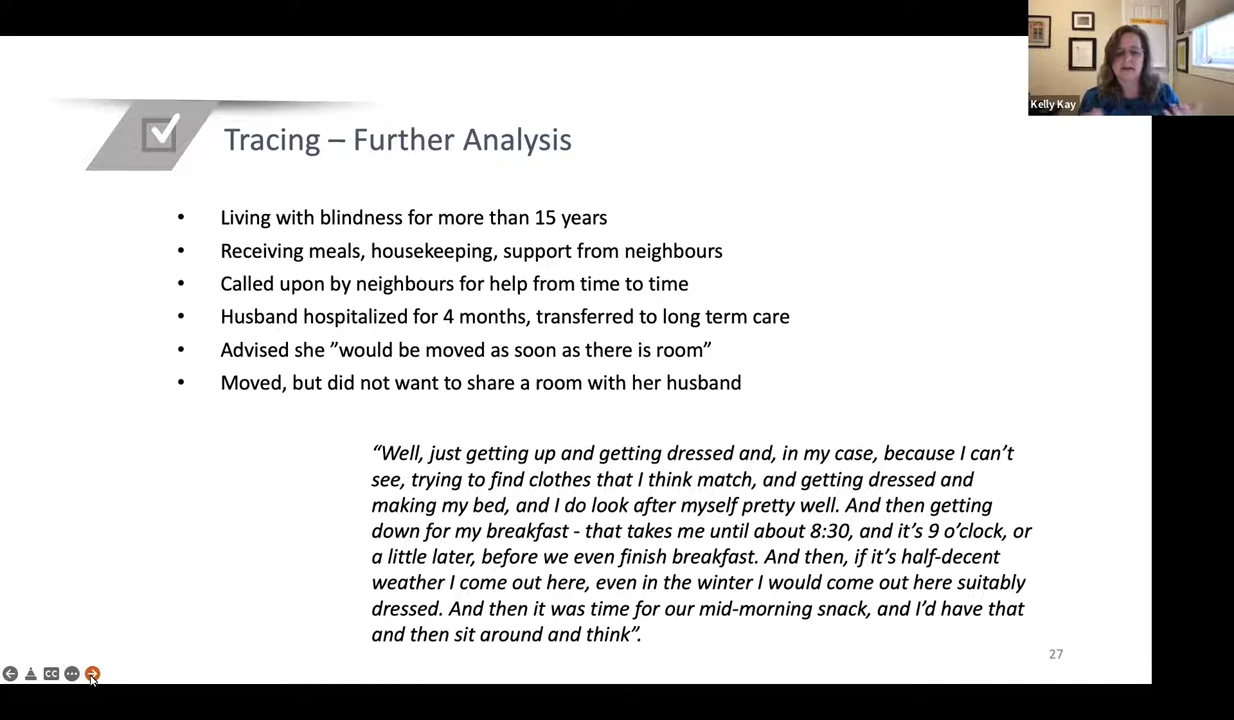 Kelly Kay
Tracing – Further Analysis
• Living with blindness for more than 15 years
• Receiving meals, housekeeping, support from neighbours
• Called upon by neighbours for help from time to time
• Husband hospitalized for 4 months, transferred to long term care
• Advised she ”would be moved as soon as there is room”
• Moved, but did not want to share a room with her husband
“Well, just getting up and getting dressed and, in my case, because I can’t
see, trying to find clothes that I think match, and getting dressed and
making my bed, and I do look after myself pretty well. And then getting
down for my breakfast - that takes me until about 8:30, and it’s 9 o’clock, or
a little later, before we even finish breakfast. And then, if it’s half-decent
weather I come out here, even in the winter I would come out here suitably
dressed. And then it was time for our mid-morning snack, and I’d have that
and then sit around and think”.
27
CC